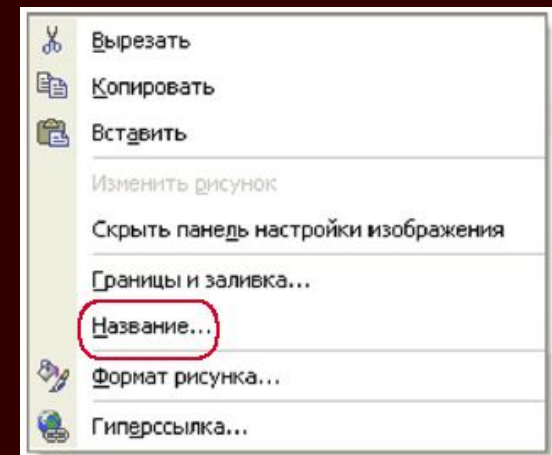 Вырезать
Копировать
Вставить
Изменить рисунок
Скрыть панель настройки изображения
Границы и заливка...
Название...
Формат рисунка...
Гиперссылка...